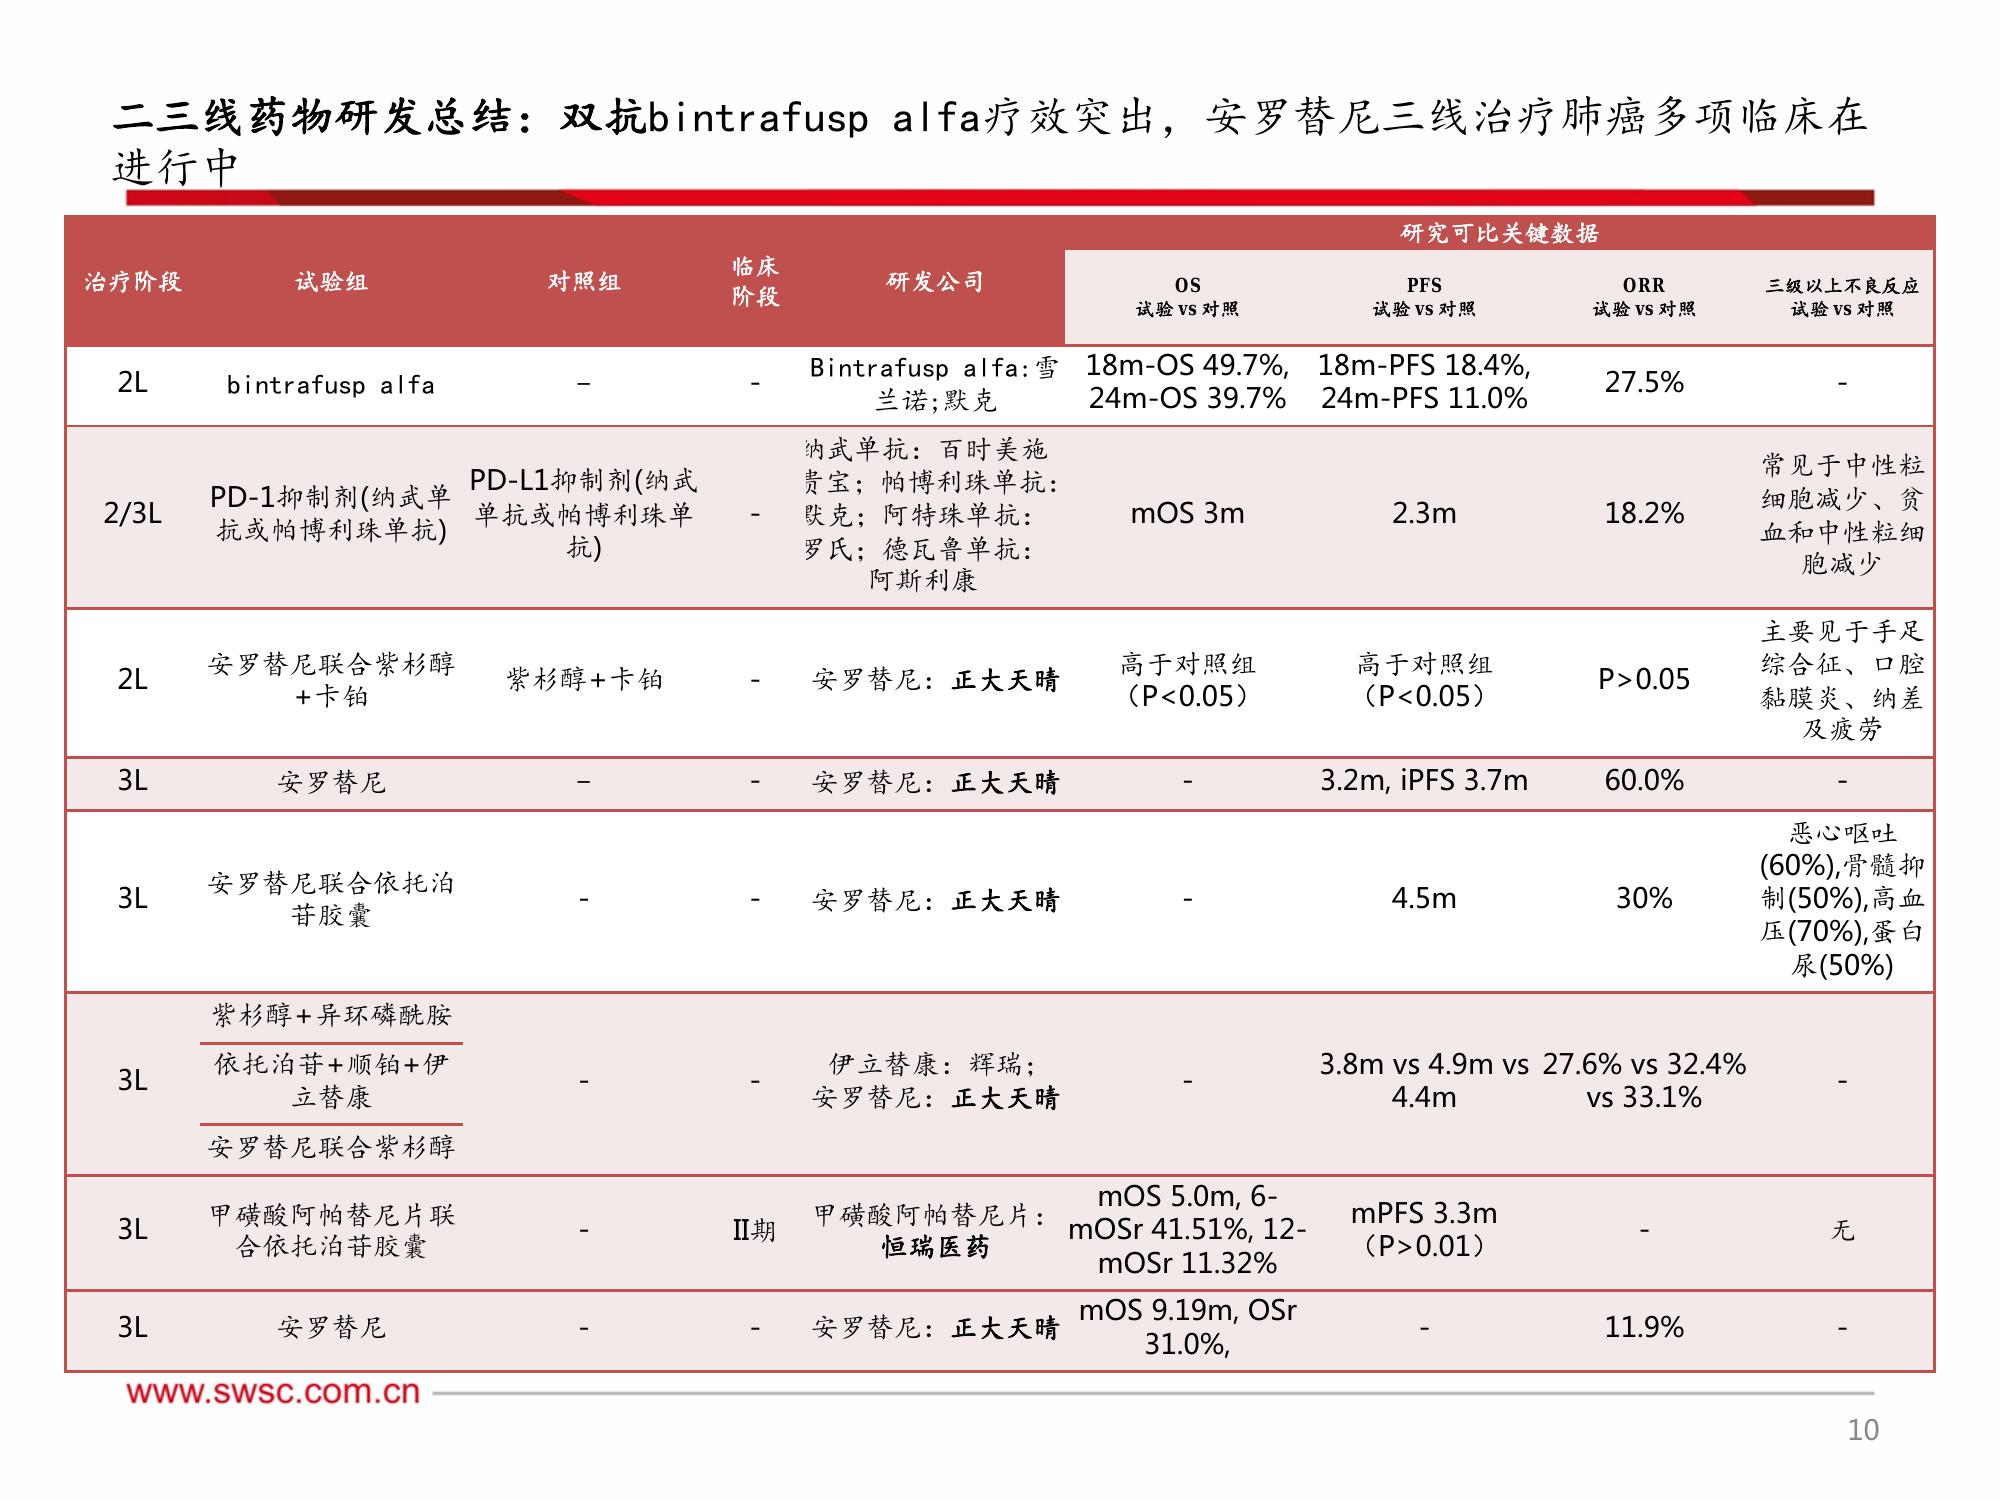 二三线药物研发总结：双抗bintrafusp alfa疗效突出，安罗替尼三线治疗肺癌多项临床在
进行中
治疗阶段
试验组
对照组
临床
阶段
研发公司
研究可比关键数据
OS
试验 vs 对照
PFS
试验 vs 对照
ORR
试验 vs 对照
三级以上不良反应
试验 vs 对照
2L
bintrafusp alfa
–
-
Bintrafusp alfa:雪
兰诺;默克
18m-OS 49.7%,
24m-OS 39.7%
18m-PFS 18.4%,
24m-PFS 11.0%
27.5%
-
2/3L
PD-1抑制剂(纳武单
抗或帕博利珠单抗)
PD-L1抑制剂(纳武
单抗或帕博利珠单
抗)
-
纳武单抗：百时美施
贵宝；帕博利珠单抗：
默克；阿特珠单抗：
罗氏；德瓦鲁单抗：
阿斯利康
mOS 3m
2.3m
18.2%
常见于中性粒
细胞减少、贫
血和中性粒细
胞减少
2L
安罗替尼联合紫杉醇
+卡铂
紫杉醇+卡铂
-
安罗替尼：正大天晴
高于对照组
（P<0.05）
高于对照组
（P<0.05）
P>0.05
主要见于手足
综合征、口腔
黏膜炎、纳差
及疲劳
3L
安罗替尼
–
-
安罗替尼：正大天晴
-
3.2m, iPFS 3.7m
60.0%
-
3L
安罗替尼联合依托泊
苷胶囊
-
-
安罗替尼：正大天晴
-
4.5m
30%
恶心呕吐
(60%),骨髓抑
制(50%),高血
压(70%),蛋白
尿(50%)
3L
紫杉醇+异环磷酰胺
依托泊苷+顺铂+伊
立替康
安罗替尼联合紫杉醇
-
-
伊立替康：辉瑞；
安罗替尼：正大天晴
-
3.8m vs 4.9m vs
4.4m
27.6% vs 32.4%
vs 33.1%
-
3L
甲磺酸阿帕替尼片联
合依托泊苷胶囊
-
II期
甲磺酸阿帕替尼片：
恒瑞医药
mOS 5.0m, 6-
mOSr 41.51%, 12-
mOSr 11.32%
mPFS 3.3m
（P>0.01）
-
无
3L
安罗替尼
-
-
安罗替尼：正大天晴
mOS 9.19m, OSr
31.0%,
-
11.9%
-
www.swsc.com.cn
10